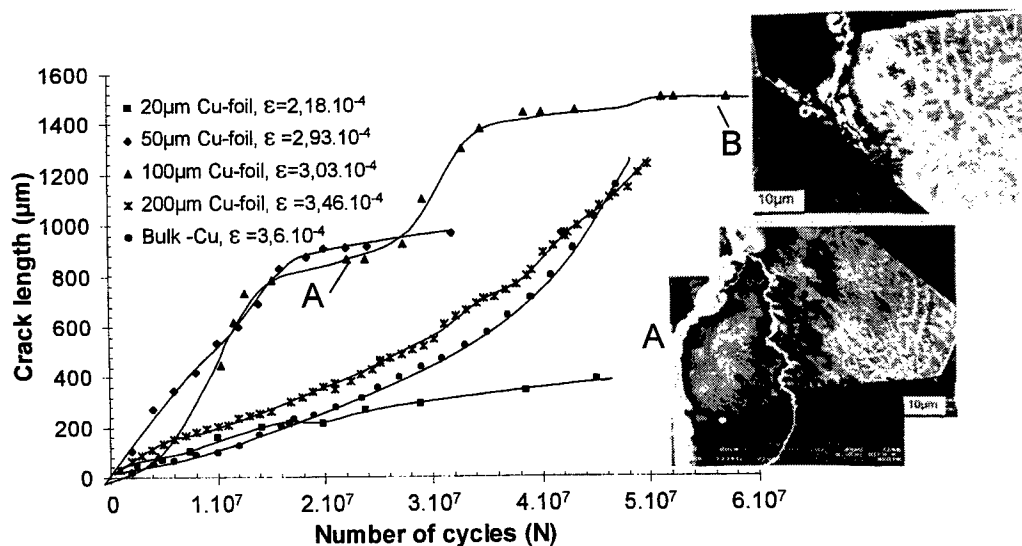 1600
1400
1200
1000
800
600
400
200
0
Crack length (µm)
20µm Cu-foil, ε=2,18.10⁻⁴
50µm Cu-foil, ε=2,93.10⁻⁴
100µm Cu-foil, ε=3,03.10⁻⁴
200µm Cu-foil, ε=3,46.10⁻⁴
Bulk -Cu, ε=3,6.10⁻⁴
A
B
10µm
A
10µm
0 1.10⁷ 2.10⁷ 3.10⁷ 4.10⁷ 5.10⁷ 6.10⁷
Number of cycles (N)